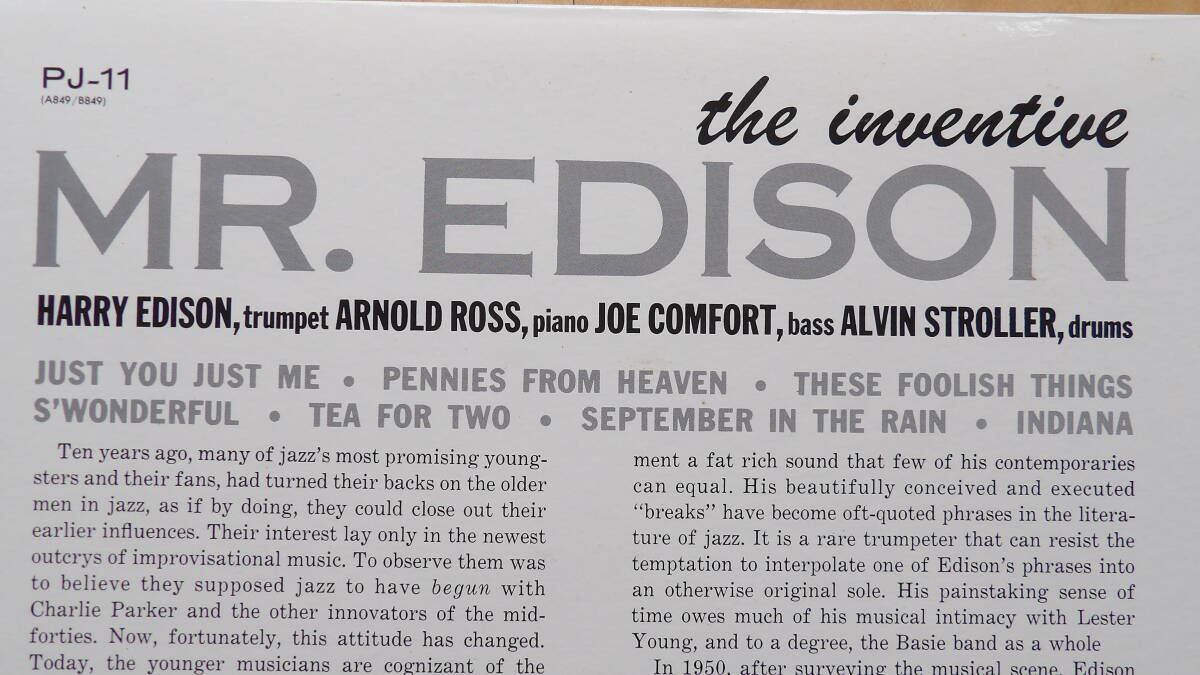 PJ-11
(A849/B849)
the inventive
MR. EDISON
HARRY EDISON, trumpet ARNOLD ROSS, piano JOE COMFORT, bass ALVIN STROLLER, drums
JUST YOU JUST ME • PENNIES FROM HEAVEN • THESE FOOLISH THINGS
S'WONDERFUL • TEA FOR TWO • SEPTEMBER IN THE RAIN • INDIANA
Ten years ago, many of jazz's most promising young-
sters and their fans, had turned their backs on the older
men in jazz, as if by doing, they could close out their
earlier influences. Their interest lay only in the newest
outcrys of improvisational music. To observe them was
to believe they supposed jazz to have begun with
Charlie Parker and the other innovators of the mid-
forties. Now, fortunately, this attitude has changed.
Today, the younger musicians are cognizant of the
ment a fat rich sound that few of his contemporaries
can equal. His beautifully conceived and executed
"breaks" have become oft-quoted phrases in the litera-
ture of jazz. It is a rare trumpeter that can resist the
temptation to interpolate one of Edison's phrases into
an otherwise original sole. His painstaking sense of
time owes much of his musical intimacy with Lester
Young, and to a degree, the Basie band as a whole
In 1950, after surveying the musical scene, Edison